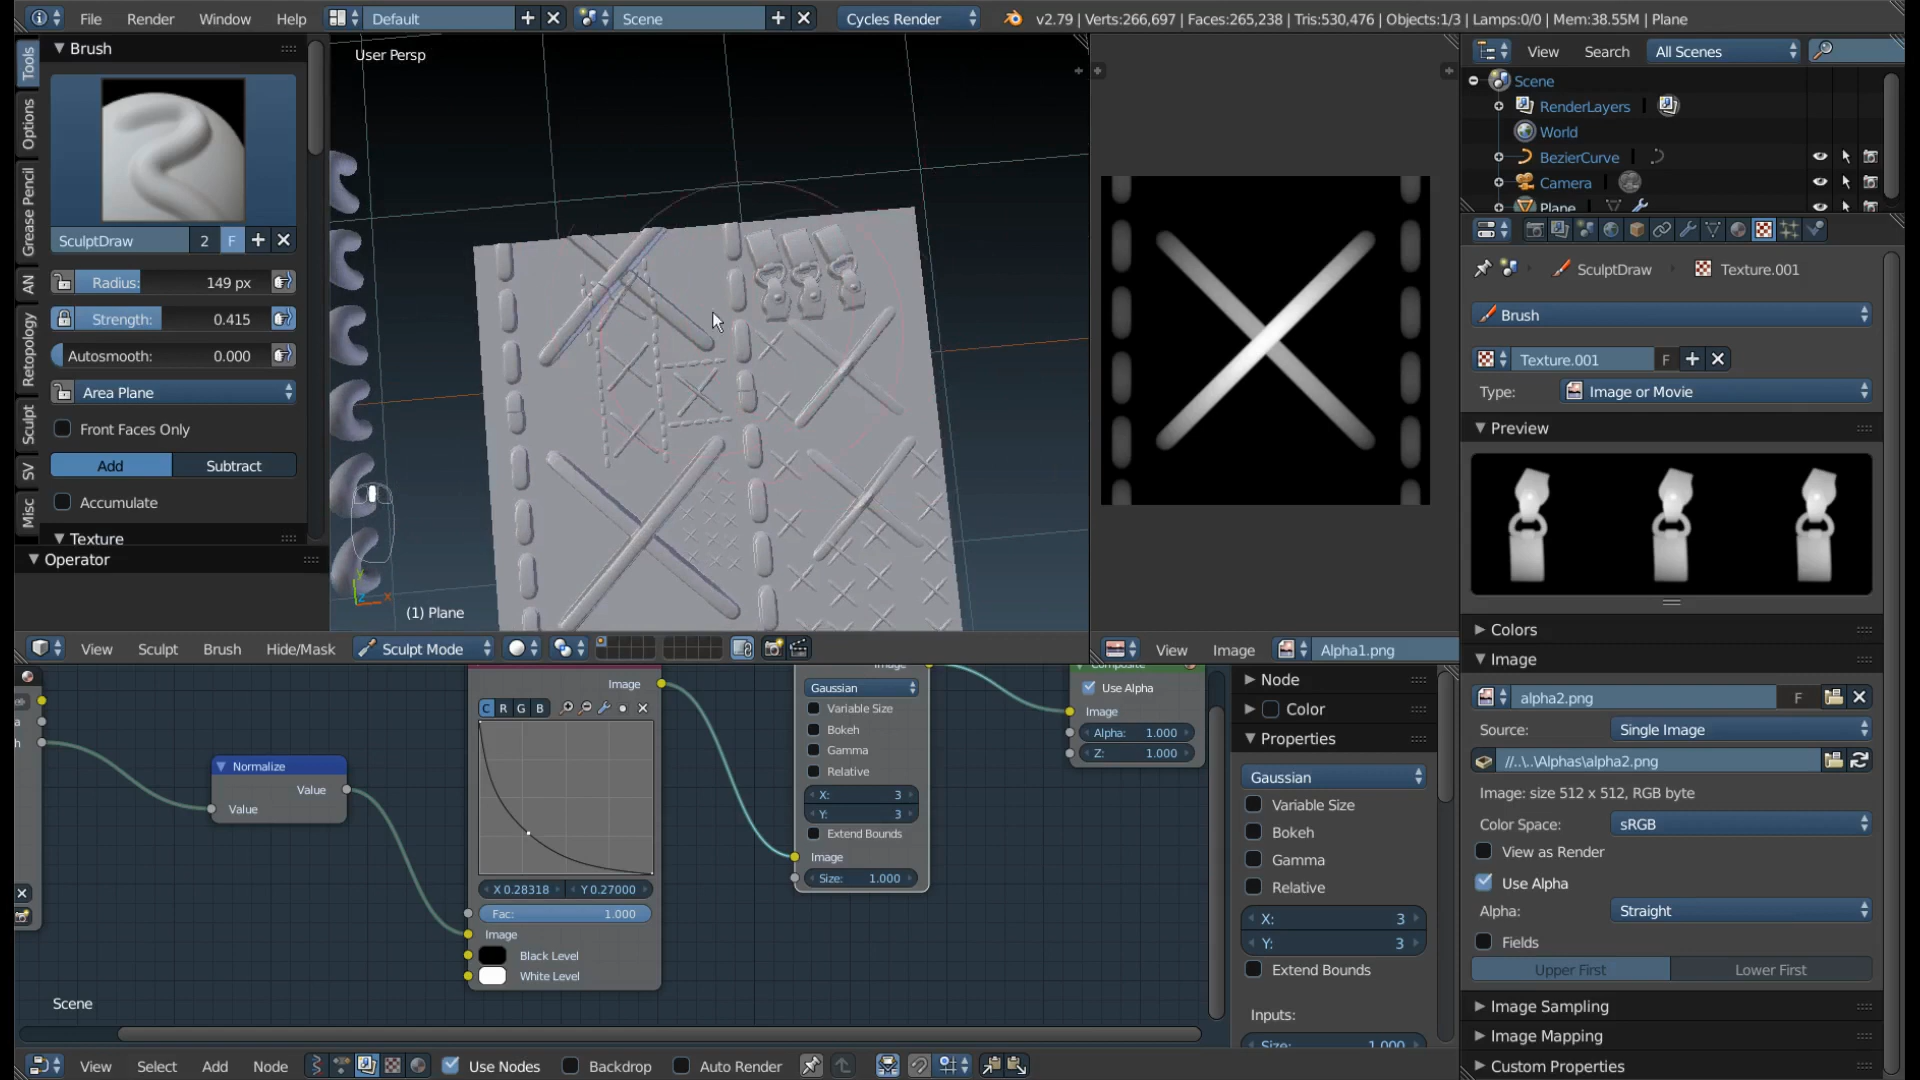 File Render Window Help Default Scene Cycles Render v2.79 | Verts:266,697 | Faces:265,238 | Tris:530,476 | Objects:1/3 | Lamps:0/0 | Mem:38.55M | Plane
Tools
Options
Grease Pencil
AN
Retopology
Sculpt
SV
Misc
Brush
SculptDraw 2 F
Radius: 149 px
Strength: 0.415
Autosmooth: 0.000
Area Plane
Front Faces Only
Add Subtract
Accumulate
Texture
Operator
User Persp
(1) Plane
View Sculpt Brush Hide/Mask Sculpt Mode
View Image Alpha1.png
View Search All Scenes
Scene
RenderLayers
World
BezierCurve
Camera
Plane
SculptDraw Texture.001
Brush
Texture.001 F
Type: Image or Movie
Preview
Colors
Image
alpha2.png F
Source: Single Image
//..\..\Alphas\alpha2.png
Image: size 512 x 512, RGB byte
Color Space: sRGB
View as Render
Use Alpha
Alpha: Straight
Fields
Upper First Lower First
Image Sampling
Image Mapping
Custom Properties
Normalize
Value
Value
Image
C R G B
X 0.28318 Y 0.27000
Fac: 1.000
Image
Black Level
White Level
Image
Gaussian
Variable Size
Bokeh
Gamma
Relative
X: 3
Y: 3
Extend Bounds
Image
Size: 1.000
Composite
Use Alpha
Image
Alpha: 1.000
Z: 1.000
Node
Color
Properties
Gaussian
Variable Size
Bokeh
Gamma
Relative
X: 3
Y: 3
Extend Bounds
Inputs:
Size: 1.000
Scene
View Select Add Node Use Nodes Backdrop Auto Render